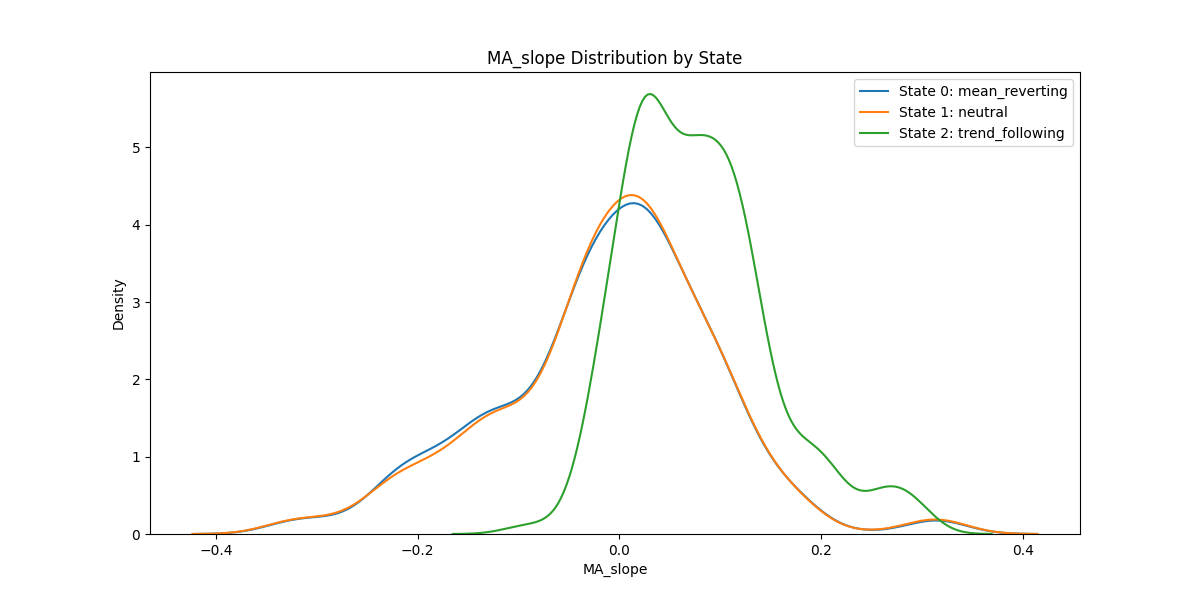 MA_slope Distribution by State
State 0: mean_reverting
State 1: neutral
State 2: trend_following
Density
5
4
3
2
1
0
−0.4
−0.2
0.0
0.2
0.4
MA_slope